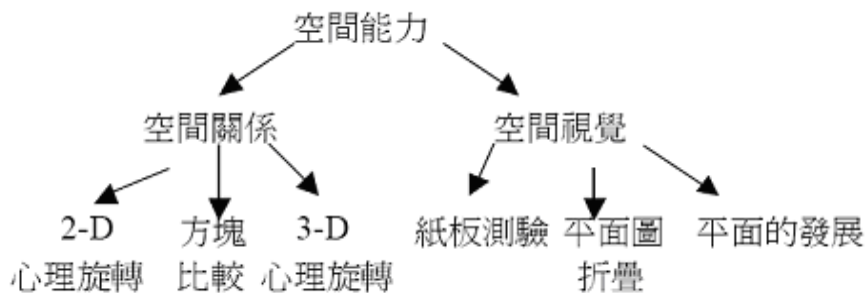 空間能力
空間關係 空間視覺
2-D 方塊 3-D 紙板測驗 平面圖 平面的發展
心理旋轉 比較 心理旋轉 折疊